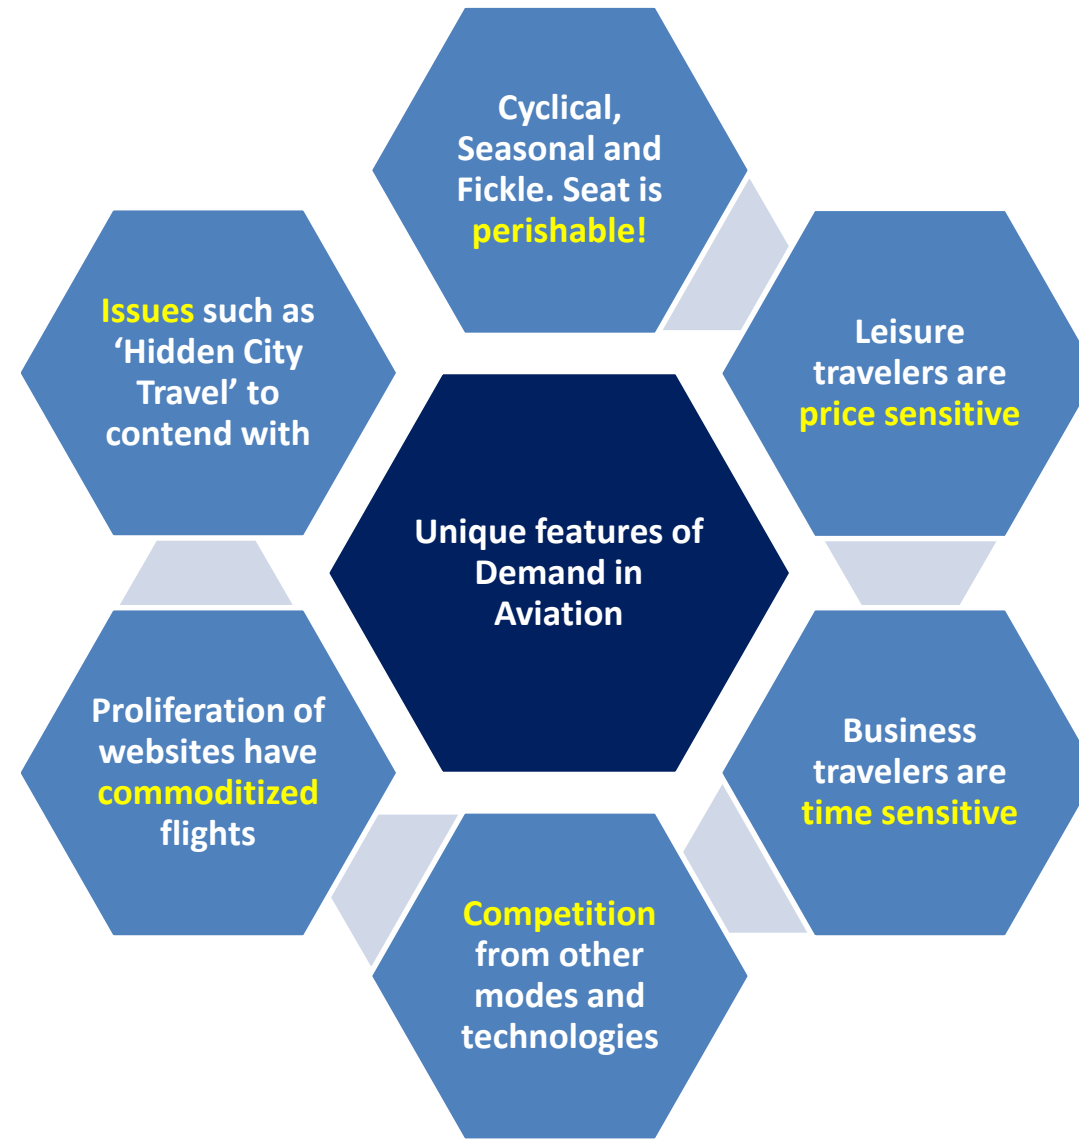 Cyclical,
Seasonal and
Fickle. Seat is
perishable!
Leisure
travelers are
price sensitive
Business
travelers are
time sensitive
Competition
from other
modes and
technologies
Proliferation of
websites have
commoditized
flights
Issues such as
‘Hidden City
Travel’ to
contend with
Unique features of
Demand in
Aviation